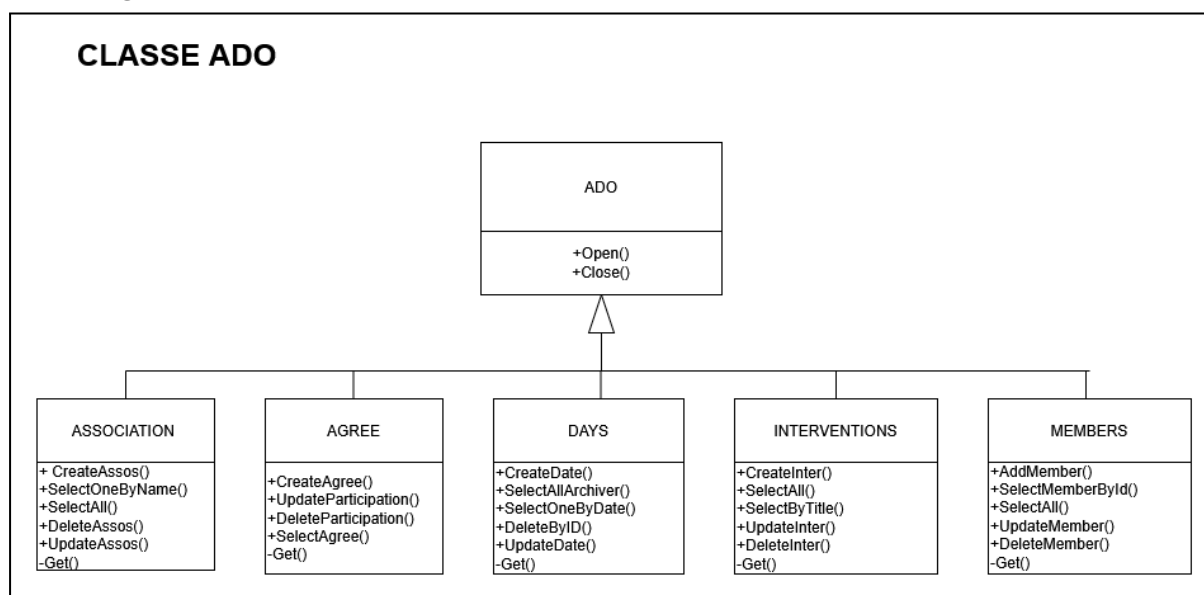 CLASSE ADO
ADO
+Open()
+Close()
ASSOCIATION
+ CreateAssos()
+SelectOneByName()
+SelectAll()
+DeleteAssos()
+UpdateAssos()
-Get()
AGREE
+CreateAgree()
+UpdateParticipation()
+DeleteParticipation()
+SelectAgree()
-Get()
DAYS
+CreateDate()
+SelectAllArchiver()
+SelectOneByDate()
+DeleteByID()
+UpdateDate()
-Get()
INTERVENTIONS
+CreateInter()
+SelectAll()
+SelectByTitle()
+UpdateInter()
+DeleteInter()
-Get()
MEMBERS
+AddMember()
+SelectMemberById()
+SelectAll()
+UpdateMember()
+DeleteMember()
-Get()